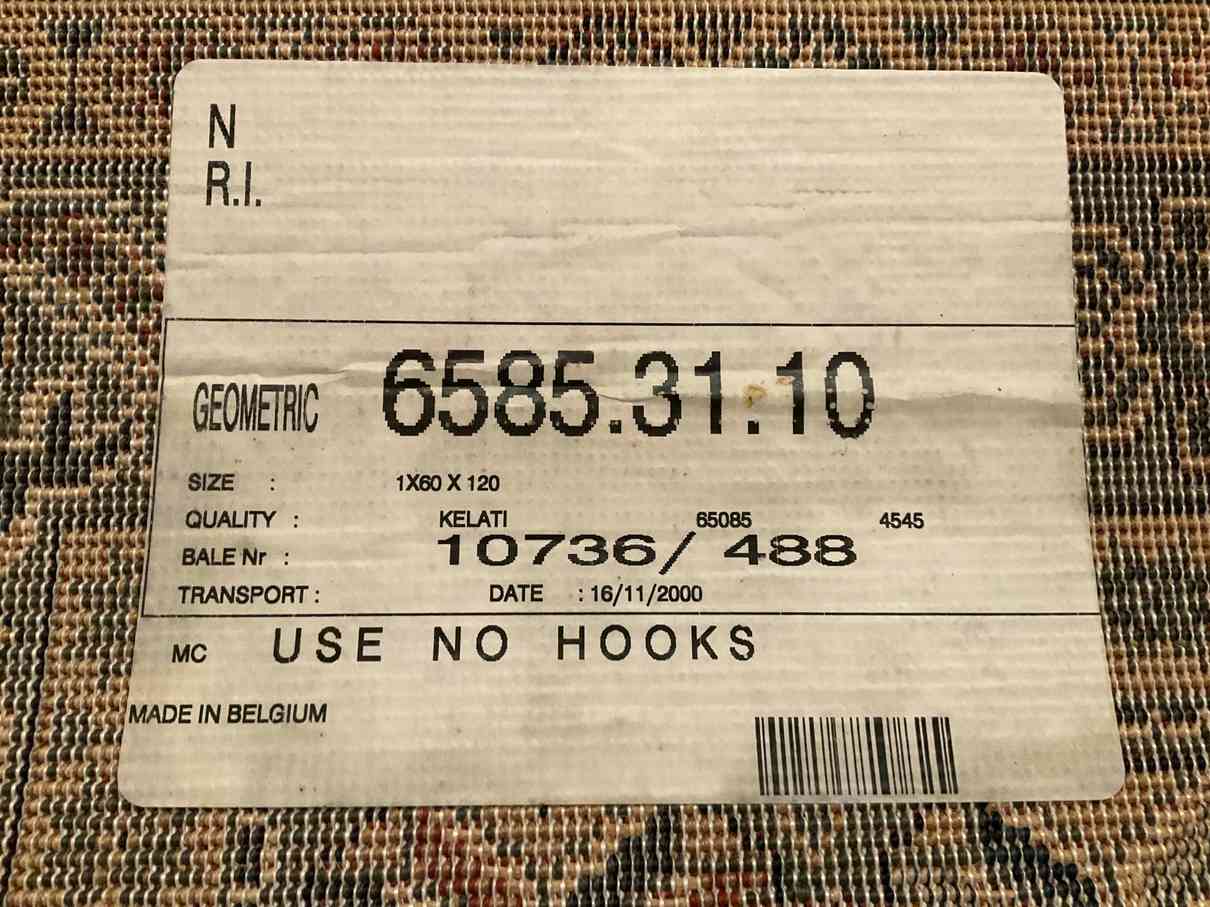 N
R.I.
GEOMETRIC 6585.31.10
SIZE : 1X60 X 120
QUALITY : KELATI 65085 4545
BALE Nr : 10736/ 488
TRANSPORT : DATE : 16/11/2000
MC USE NO HOOKS
MADE IN BELGIUM